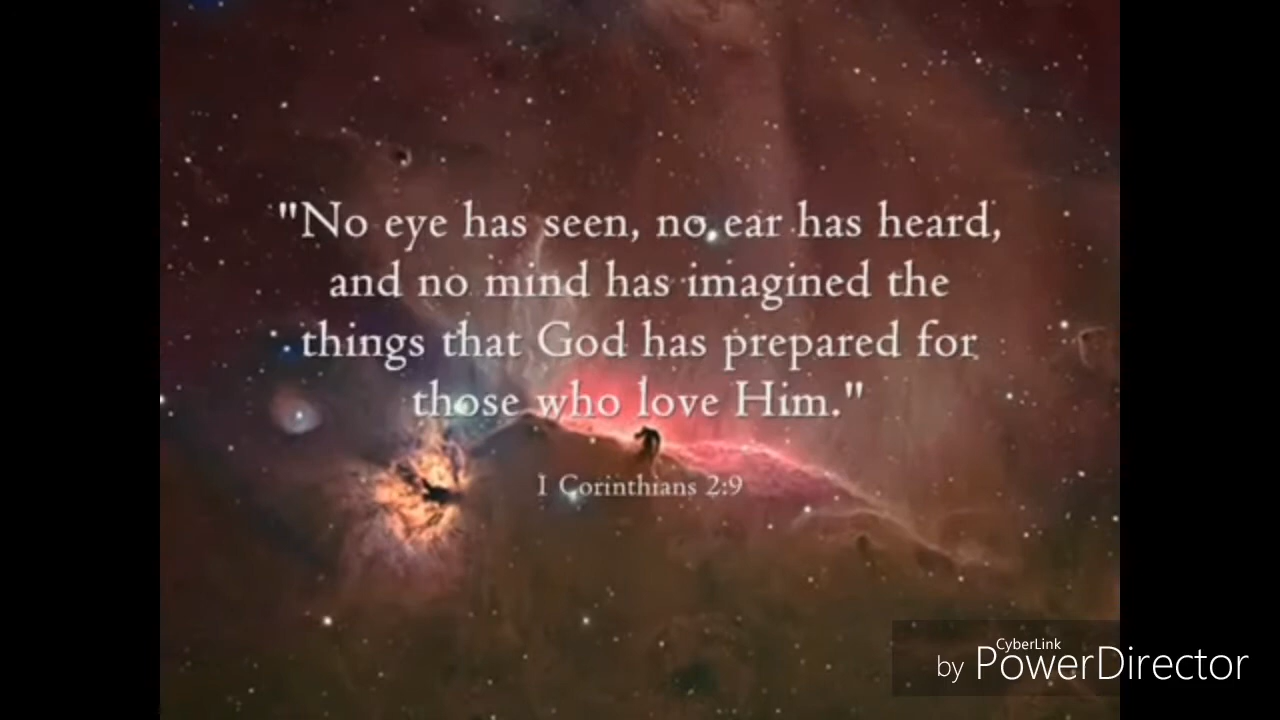 "No eye has seen, no ear has heard,
and no mind has imagined the
things that God has prepared for
those who love Him."
I Corinthians 2:9
CyberLink
by PowerDirector